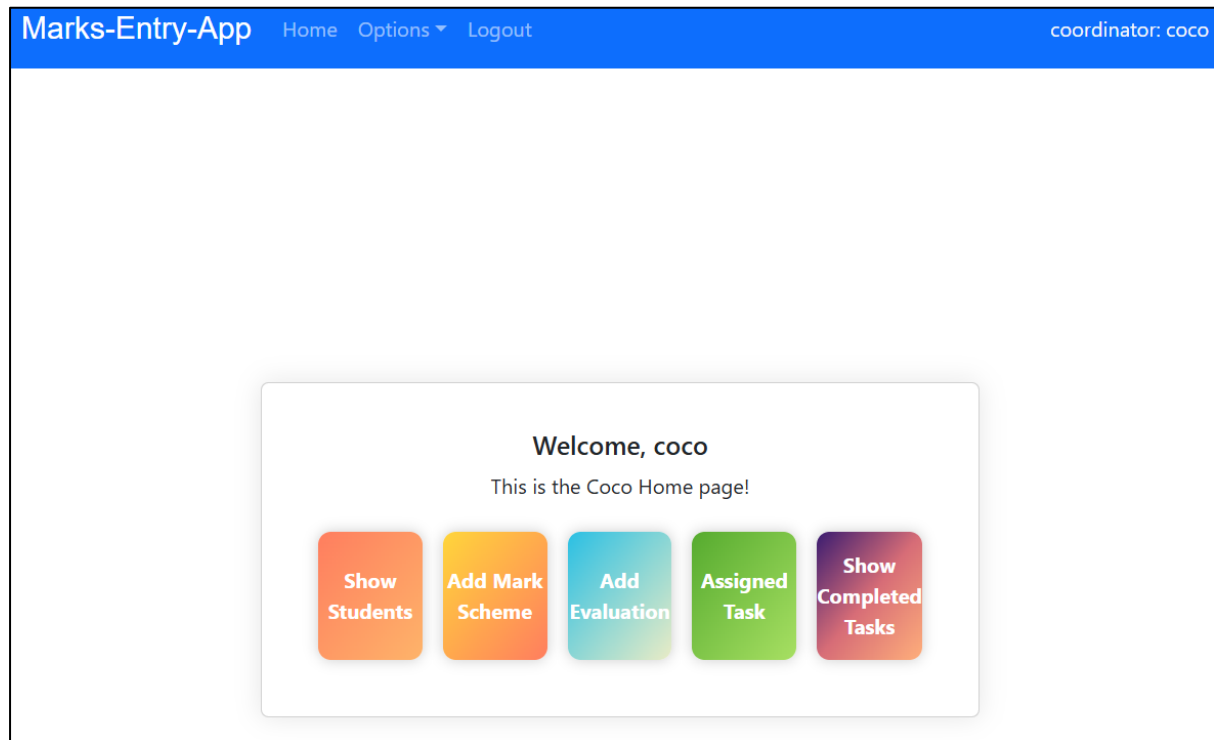 Marks-Entry-App Home Options Logout coordinator: coco
Welcome, coco
This is the Coco Home page!
Show
Students
Add Mark
Scheme
Add
Evaluation
Assigned
Task
Show
Completed
Tasks